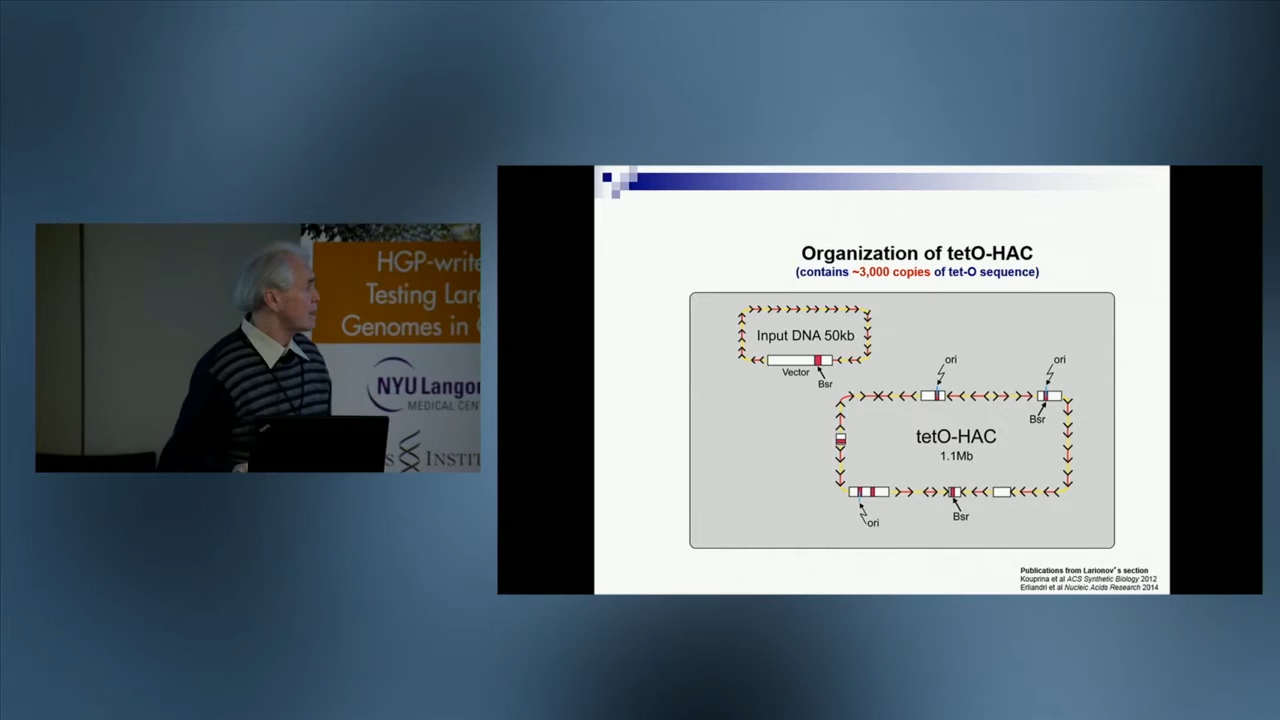 HGP-write
Testing Lar
Genomes in
NYU Langon
MEDICAL CEN
S INSTI
Organization of tetO-HAC
(contains ~3,000 copies of tet-O sequence)
Input DNA 50kb
Vector
Bsr
ori
ori
Bsr
tetO-HAC
1.1Mb
ori
Bsr
Publications from Larionov's section
Kouprina et al ACS Synthetic Biology 2012
Erliandri et al Nucleic Acids Research 2014